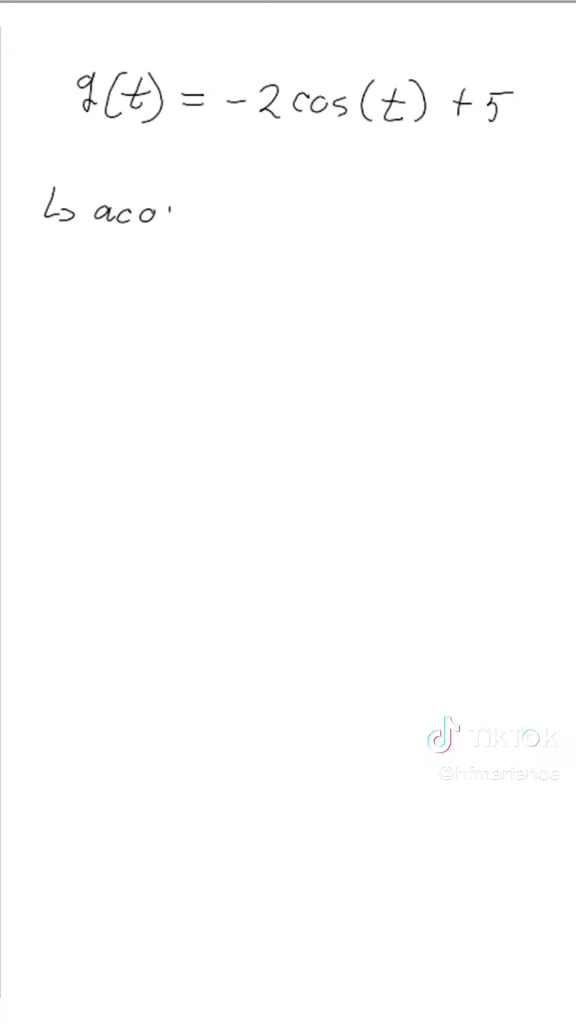 g(t) = -2 cos(t) + 5
↳ aco
TikTok
@hfmarianoe